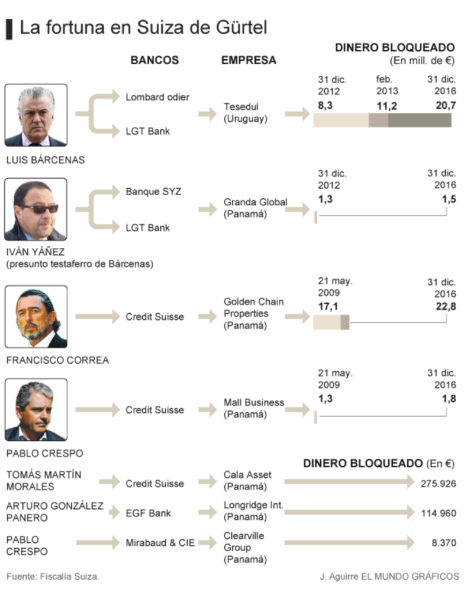 La fortuna en Suiza de Gürtel
BANCOS
EMPRESA
DINERO BLOQUEADO
(En mill. de €)
LUIS BÁRCENAS
Lombard odier
LGT Bank
Tesedul
(Uruguay)
31 dic.
2012
8,3
feb.
2013
11,2
31 dic.
2016
20,7
IVÁN YÁÑEZ
(presunto testaferro de Bárcenas)
Banque SYZ
LGT Bank
Granda Global
(Panamá)
31 dic.
2012
1,3
31 dic.
2016
1,5
FRANCISCO CORREA
Credit Suisse
Golden Chain
Properties
(Panamá)
21 may.
2009
17,1
31 dic.
2016
22,8
PABLO CRESPO
Credit Suisse
Mall Business
(Panamá)
21 may.
2009
1,3
31 dic.
2016
1,8
DINERO BLOQUEADO (En €)
TOMÁS MARTÍN
MORALES
Credit Suisse
Cala Asset
(Panamá)
275.926
ARTURO GONZÁLEZ
PANERO
EGF Bank
Longridge Int.
(Panamá)
114.960
PABLO
CRESPO
Mirabaud & CIE
Clearville
Group
(Panamá)
8.370
Fuente: Fiscalía Suiza.
J. Aguirre EL MUNDO GRÁFICOS